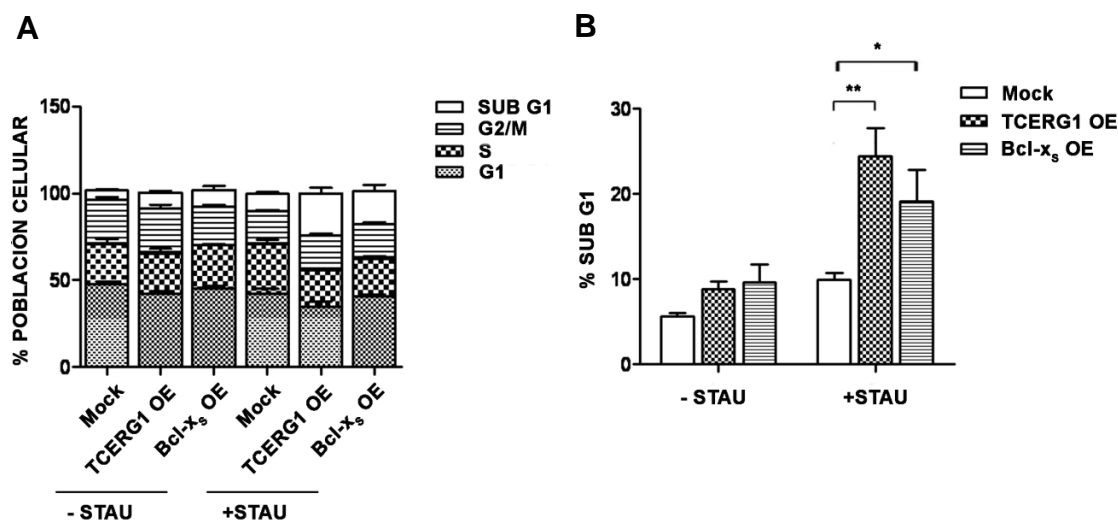 A
% POBLACIÓN CELULAR
150
100
50
0
SUB G1
G2/M
S
G1
Mock
TCERG1 OE
Bcl-xs OE
Mock
TCERG1 OE
Bcl-xs OE
- STAU
+STAU
B
% SUB G1
30
20
10
0
*
**
Mock
TCERG1 OE
Bcl-xs OE
- STAU
+STAU